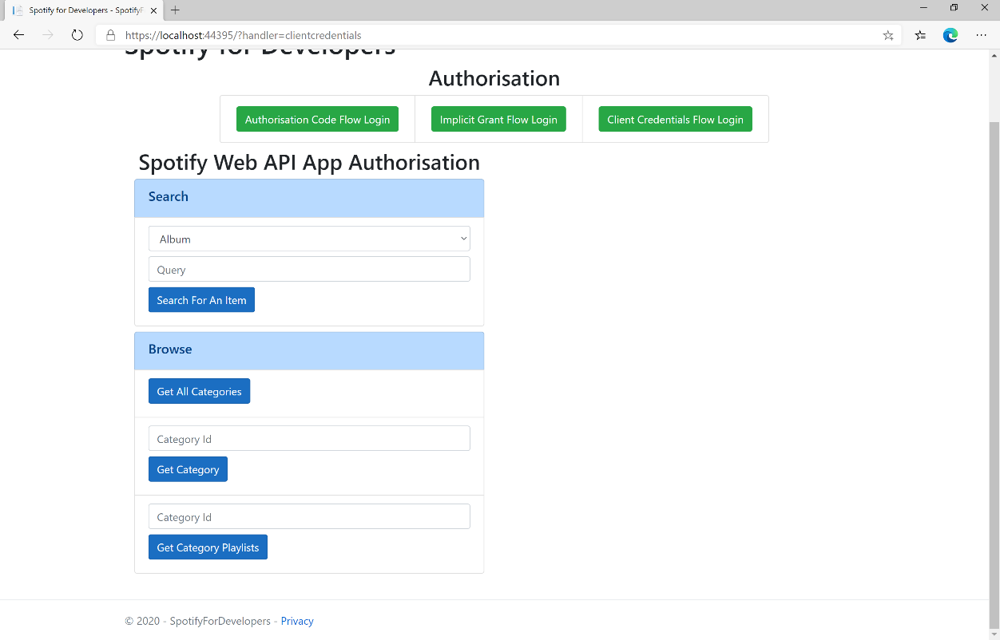 Spotify for Developers - SpotifyF
https://localhost:44395/?handler=clientcredentials
Spotify for Developers
Authorisation
Authorisation Code Flow Login
Implicit Grant Flow Login
Client Credentials Flow Login
Spotify Web API App Authorisation
Search
Album
Query
Search For An Item
Browse
Get All Categories
Category Id
Get Category
Category Id
Get Category Playlists
© 2020 - SpotifyForDevelopers - Privacy